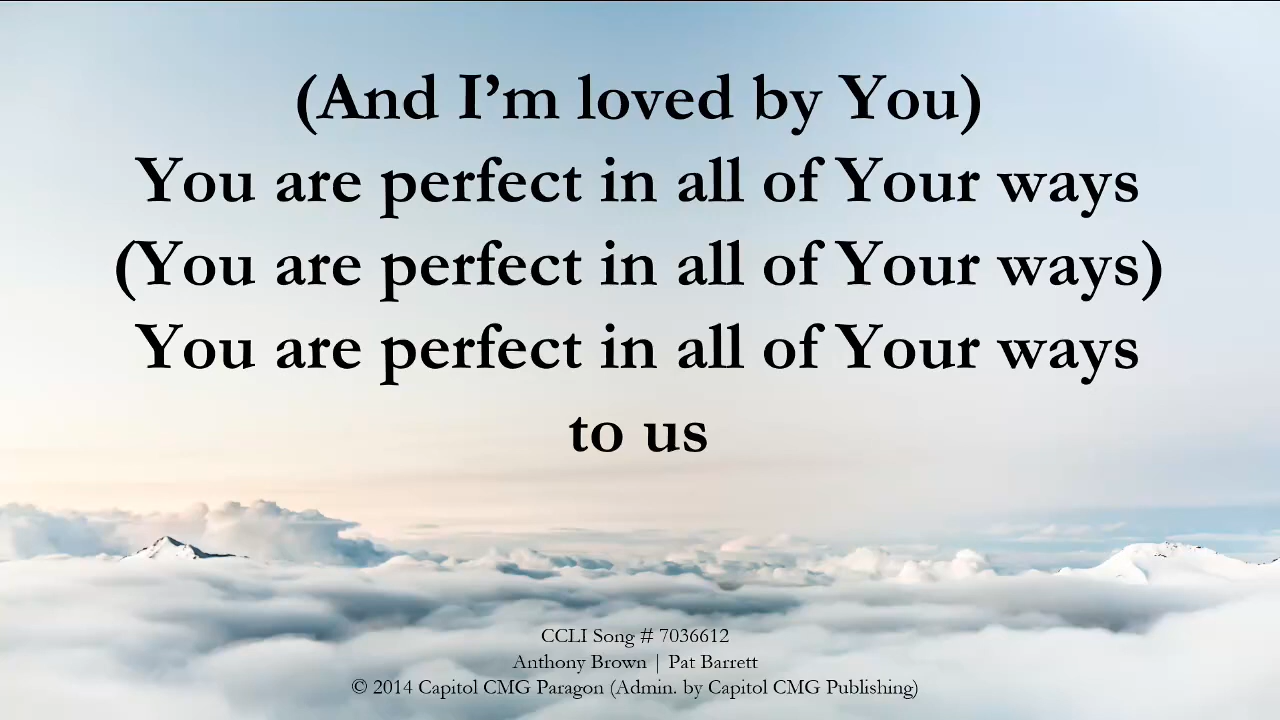 (And I’m loved by You)
You are perfect in all of Your ways
(You are perfect in all of Your ways)
You are perfect in all of Your ways
to us
CCLI Song # 7036612
Anthony Brown | Pat Barrett
© 2014 Capitol CMG Paragon (Admin. by Capitol CMG Publishing)